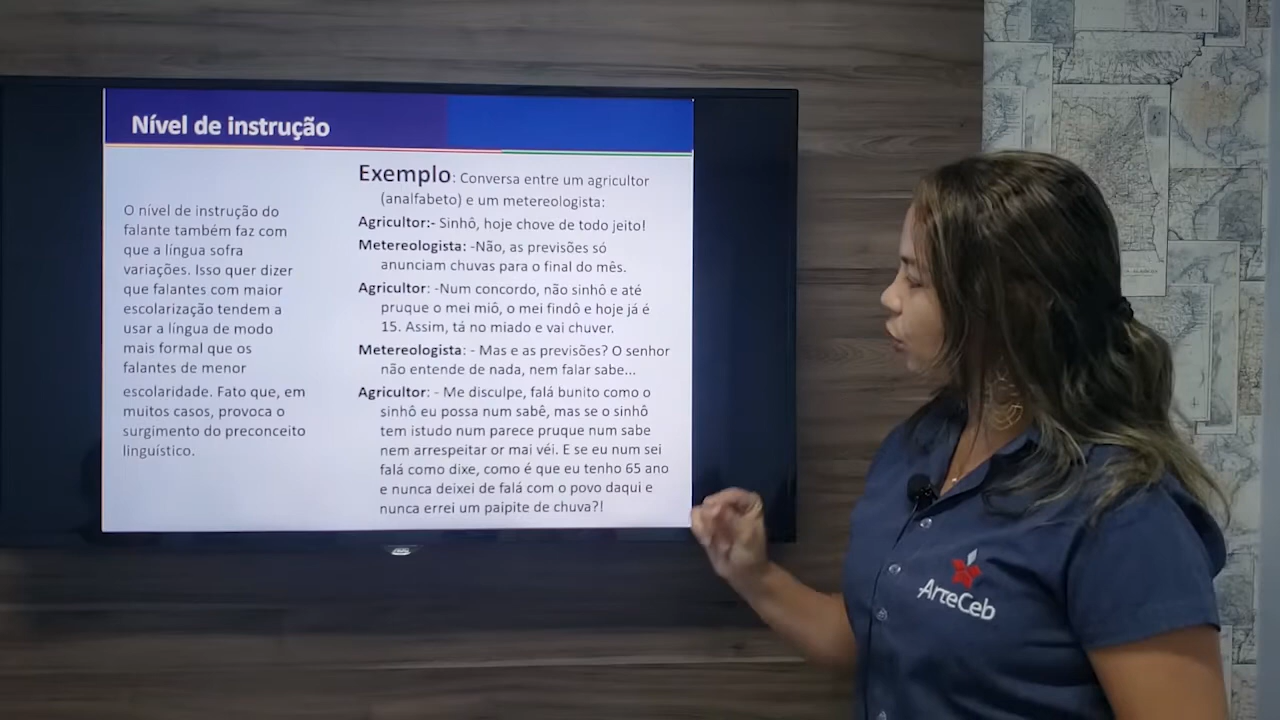 Nível de instrução
O nível de instrução do
falante também faz com
que a língua sofra
variações. Isso quer dizer
que falantes com maior
escolarização tendem a
usar a língua de modo
mais formal que os
falantes de menor
escolaridade. Fato que, em
muitos casos, provoca o
surgimento do preconceito
linguístico.
Exemplo: Conversa entre um agricultor
(analfabeto) e um metereologista:
Agricultor:- Sinhô, hoje chove de todo jeito!
Metereologista: -Não, as previsões só
anunciam chuvas para o final do mês.
Agricultor: -Num concordo, não sinhô e até
pruque o mei miô, o mei findô e hoje já é
15. Assim, tá no miado e vai chuver.
Metereologista: - Mas e as previsões? O senhor
não entende de nada, nem falar sabe...
Agricultor: - Me disculpe, falá bunito como o
sinhô eu possa num sabê, mas se o sinhô
tem istudo num parece pruque num sabe
nem arrespeitar or mai véi. E se eu num sei
falá como dixe, como é que eu tenho 65 ano
e nunca deixei de falá com o povo daqui e
nunca errei um paipite de chuva?!
ArteCeb